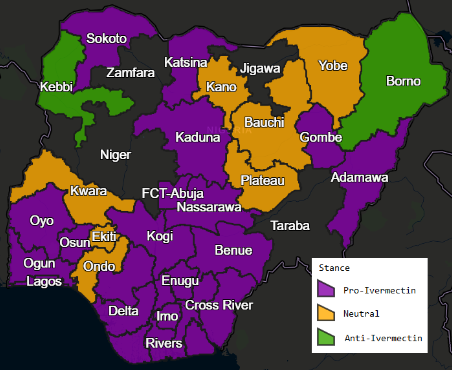 Sokoto
Katsina
Yobe
Zamfara
Jigawa
Borno
Kebbi
Kano
Bauchi
Kaduna
Gombe
Niger
Plateau
Adamawa
Kwara
FCT-Abuja
Nassarawa
Oyo
Taraba
Osun
Ekiti
Kogi
Benue
Ogun
Ondo
Lagos
Enugu
Cross River
Delta
Imo
Rivers
Stance
Pro-Ivermectin
Neutral
Anti-Ivermectin